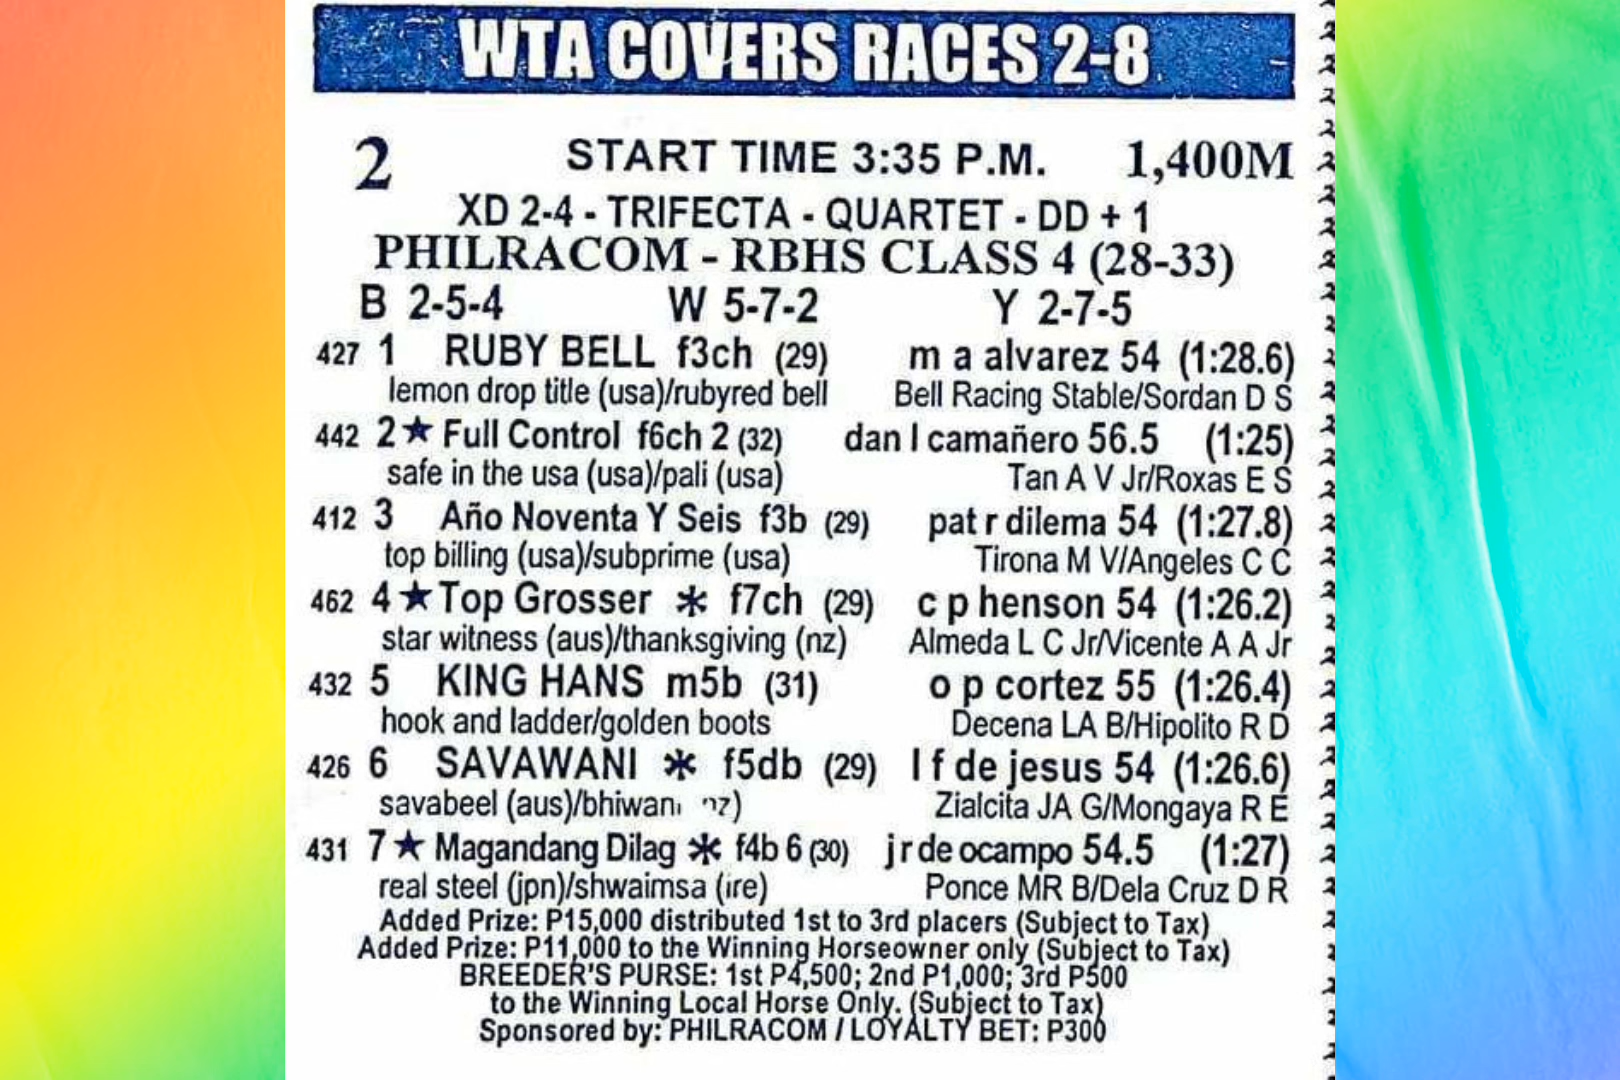 WTA COVERS RACES 2-8
2 START TIME 3:35 P.M. 1,400M
XD 2-4 - TRIFECTA - QUARTET - DD + 1
PHILRACOM - RBHS CLASS 4 (28-33)
B 2-5-4 W 5-7-2 Y 2-7-5
427 1 RUBY BELL f3ch (29) m a alvarez 54 (1:28.6)
lemon drop title (usa)/rubyred bell Bell Racing Stable/Sordan D S
442 2★ Full Control f6ch 2 (32) dan l camañero 56.5 (1:25)
safe in the usa (usa)/pali (usa) Tan A V Jr/Roxas E S
412 3 Año Noventa Y Seis f3b (29) pat r dilema 54 (1:27.8)
top billing (usa)/subprime (usa) Tirona M V/Angeles C C
462 4★Top Grosser * f7ch (29) c p henson 54 (1:26.2)
star witness (aus)/thanksgiving (nz) Almeda L C Jr/Vicente A A Jr
432 5 KING HANS m5b (31) o p cortez 55 (1:26.4)
hook and ladder/golden boots Decena LA B/Hipolito R D
426 6 SAVAWANI * f5db (29) l f de jesus 54 (1:26.6)
savabeel (aus)/ Zialcita JA G/Mongaya R E
431 7★ Magandang Dilag * f4b 6 (30) j r de ocampo 54.5 (1:27)
real steel (jpn)/shwaimsa (ire) Ponce MR B/Dela Cruz D R
Added Prize: P15,000 distributed 1st to 3rd placers (Subject to Tax)
Added Prize: P11,000 to the Winning Horseowner only (Subject to Tax)
BREEDER'S PURSE: 1st P4,500; 2nd P1,000; 3rd P500
to the Winning Local Horse Only. (Subject to Tax)
Sponsored by: PHILRACOM / LOYALTY BET: P300